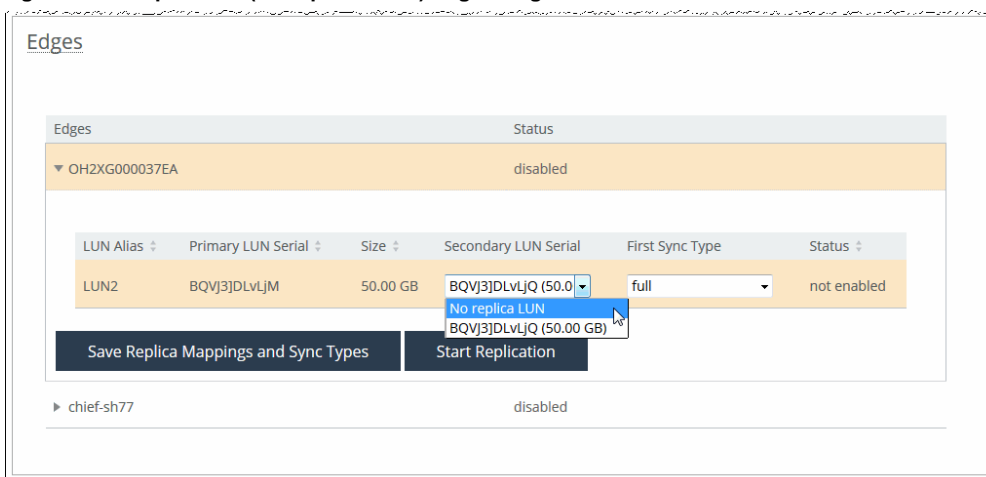 Edges
Edges Status
OH2XG000037EA disabled
LUN Alias Primary LUN Serial Size Secondary LUN Serial First Sync Type Status
LUN2 BQVJ3]DLvLjM 50.00 GB BQVJ3]DLvLjQ (50.0 full not enabled
No replica LUN
BQVJ3]DLvLjQ (50.00 GB)
Save Replica Mappings and Sync Types Start Replication
chief-sh77 disabled